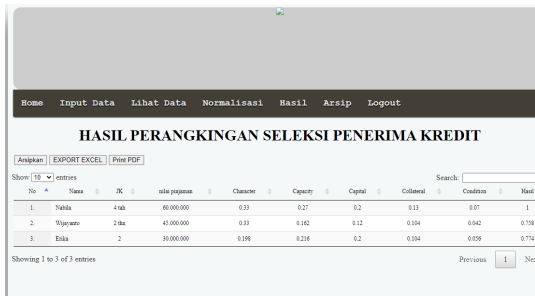 Home Input Data Lihat Data Normalisasi Hasil Arsip Logout
HASIL PERANGKINGAN SELEKSI PENERIMA KREDIT
Arsipkan EXPORT EXCEL Print PDF
Show 10 entries Search:
No Nama JK nilai pinjaman Character Capacity Capital Collateral Condition Hasil
1. Nabila 4 tah 60.000.000 0.33 0.27 0.2 0.13 0.07 1
2. Wijayanto 2 thn 45.000.000 0.33 0.162 0.12 0.104 0.042 0.758
3. Erika 2 30.000.000 0.198 0.216 0.2 0.104 0.056 0.774
Showing 1 to 3 of 3 entries Previous 1 Nex